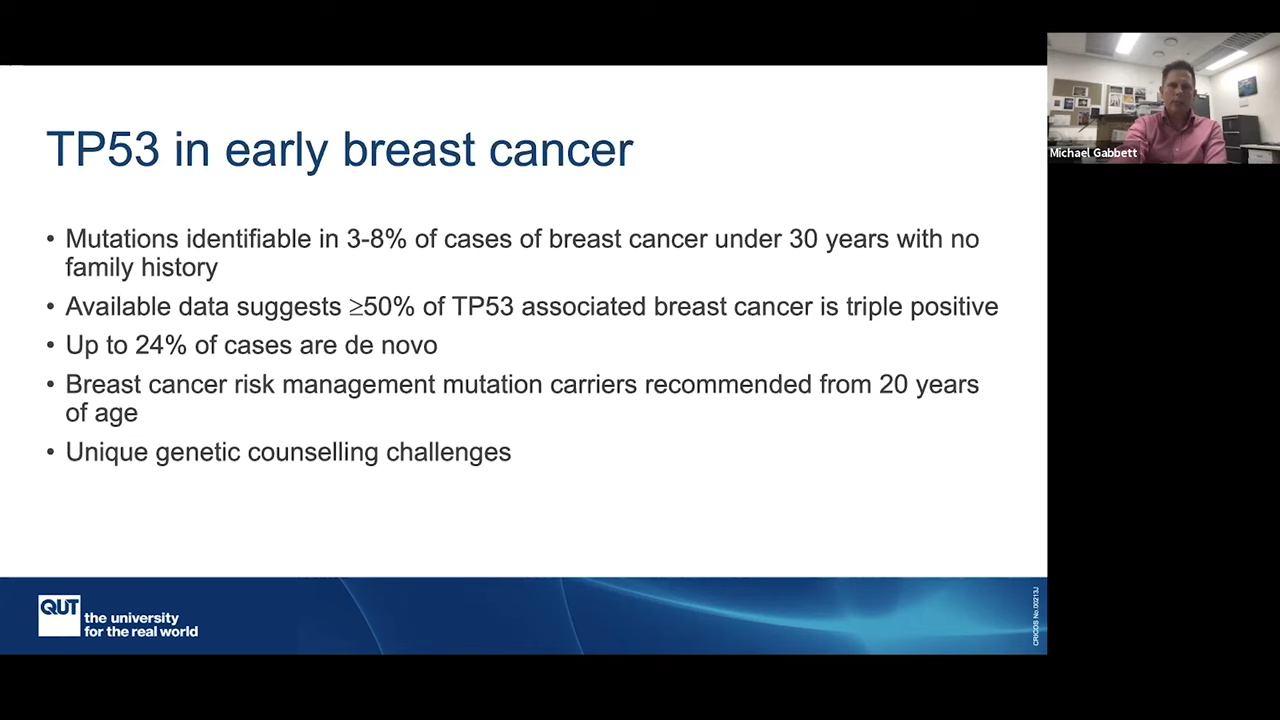 TP53 in early breast cancer
• Mutations identifiable in 3-8% of cases of breast cancer under 30 years with no
family history
• Available data suggests ≥50% of TP53 associated breast cancer is triple positive
• Up to 24% of cases are de novo
• Breast cancer risk management mutation carriers recommended from 20 years
of age
• Unique genetic counselling challenges
Michael Gabbett
QUT
the university
for the real world
CRICOS No.00213J